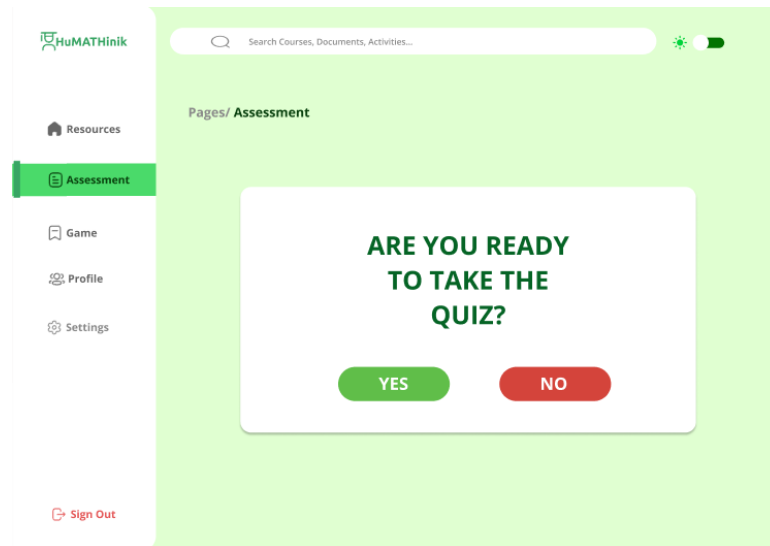 HuMATHinik
Search Courses, Documents, Activities...
Pages/ Assessment
Resources
Assessment
Game
Profile
Settings
Sign Out
ARE YOU READY
TO TAKE THE
QUIZ?
YES
NO